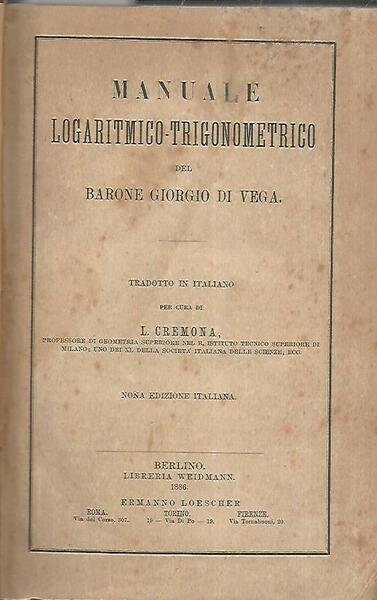 MANUALE
LOGARITMICO-TRIGONOMETRICO
DEL
BARONE GIORGIO DI VEGA.
TRADOTTO IN ITALIANO
PER CURA DI
L. CREMONA,
PROFESSORE DI GEOMETRIA SUPERIORE NEL R. ISTITUTO TECNICO SUPERIORE DI
MILANO; UNO DEI XL DELLA SOCIETÀ ITALIANA DELLE SCIENZE, ECC.
NONA EDIZIONE ITALIANA.
BERLINO.
LIBRERIA WEIDMANN.
1886.
ERMANNO LOESCHER
ROMA. TORINO. FIRENZE.
Via del Corso, 307. 19 — Via Di Po — 19. Via Tornabuoni, 20.